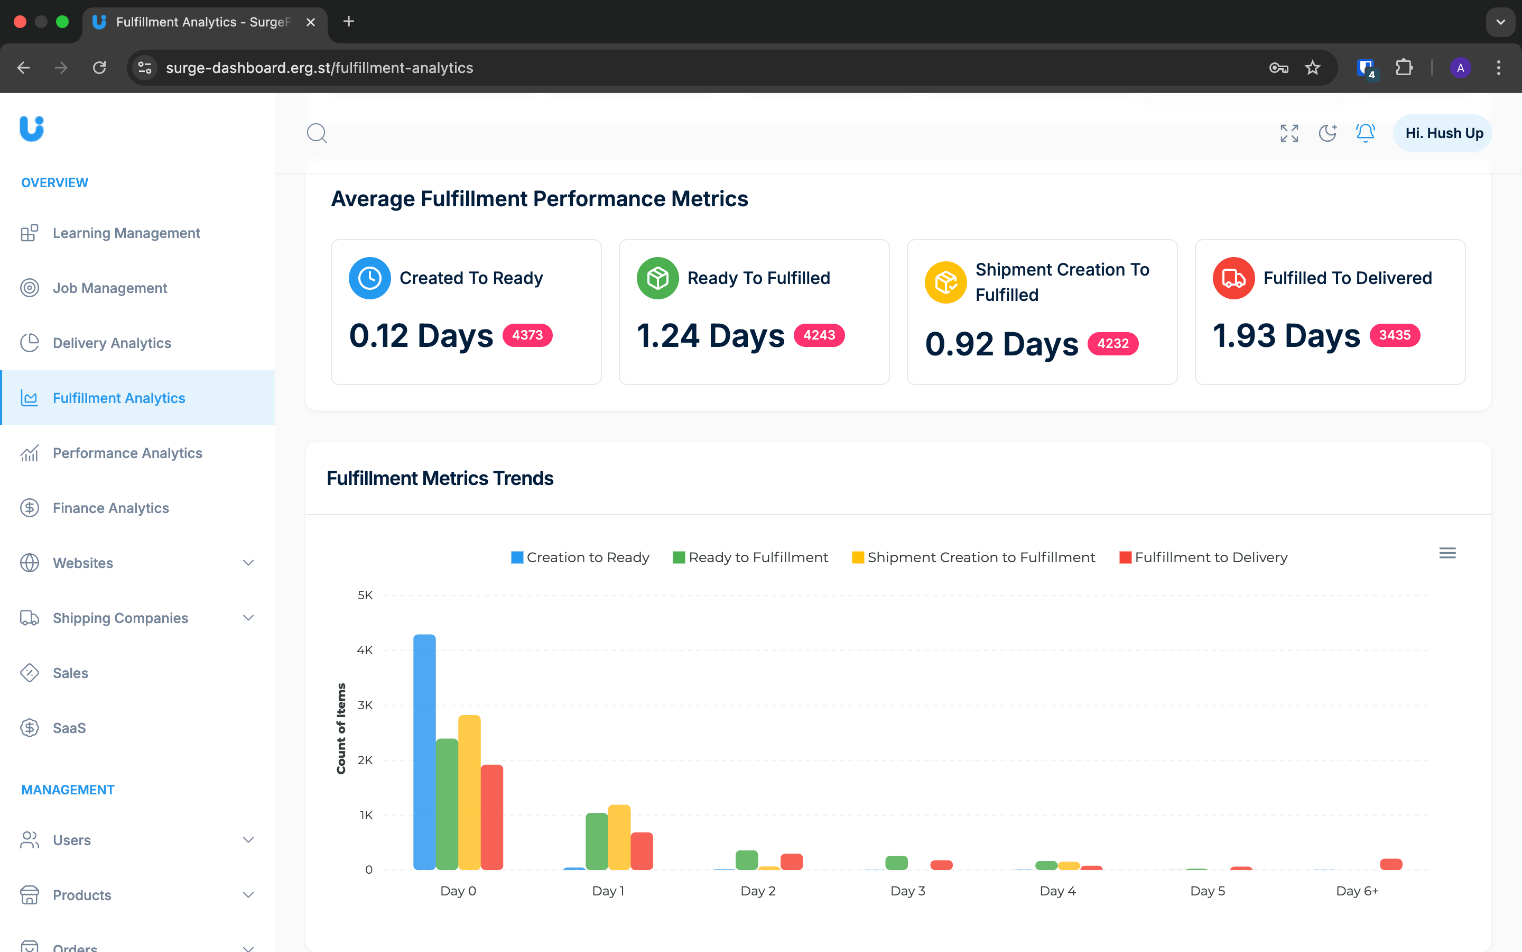 Fulfillment Analytics - SurgeF
surge-dashboard.erg.st/fulfillment-analytics
4
A
Hi. Hush Up
OVERVIEW
Learning Management
Job Management
Delivery Analytics
Fulfillment Analytics
Performance Analytics
Finance Analytics
Websites
Shipping Companies
Sales
SaaS
MANAGEMENT
Users
Products
Orders
Average Fulfillment Performance Metrics
Created To Ready
0.12 Days 4373
Ready To Fulfilled
1.24 Days 4243
Shipment Creation To
Fulfilled
0.92 Days 4232
Fulfilled To Delivered
1.93 Days 3435
Fulfillment Metrics Trends
Creation to Ready Ready to Fulfillment Shipment Creation to Fulfillment Fulfillment to Delivery
Count of Items
5K
4K
3K
2K
1K
0
Day 0 Day 1 Day 2 Day 3 Day 4 Day 5 Day 6+